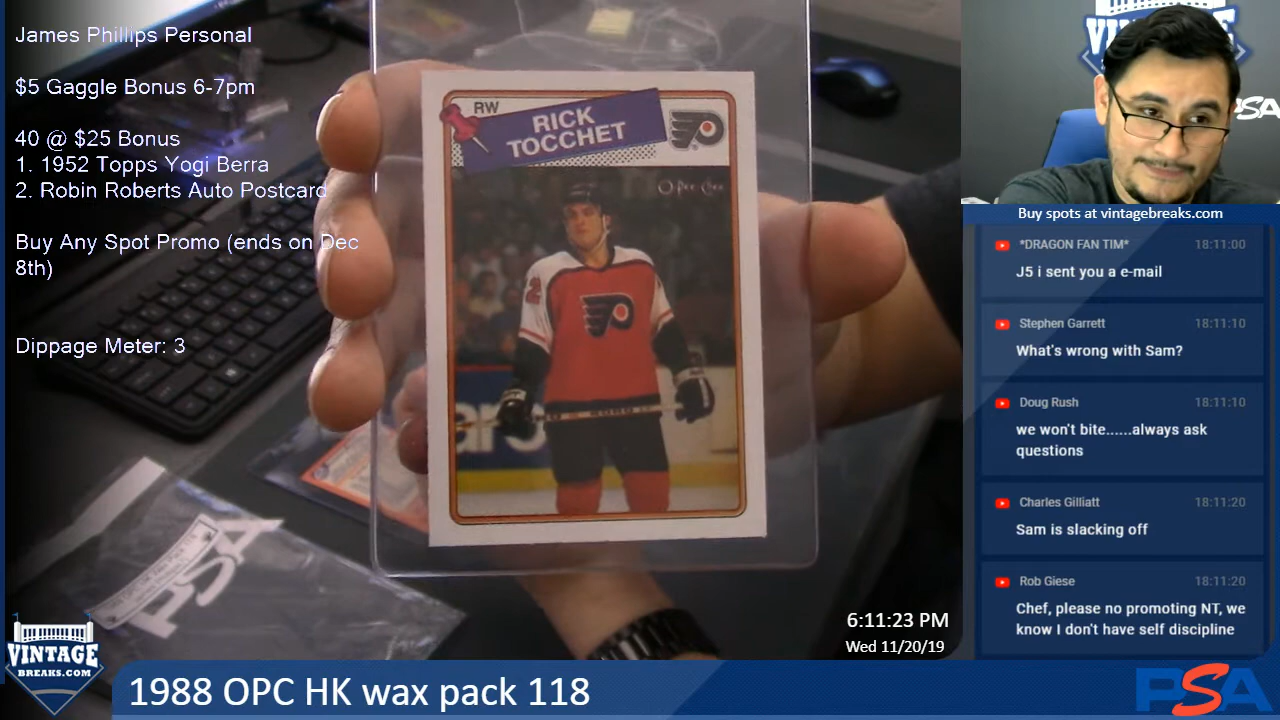 James Phillips Personal
$5 Gaggle Bonus 6-7pm
40 @ $25 Bonus
1. 1952 Topps Yogi Berra
2. Robin Roberts Auto Postcard
Buy Any Spot Promo (ends on Dec
8th)
Dippage Meter: 3
RW
RICK
TOCCHET
O-Pee-Chee
2
PSA
VINTAGE
BREAKS.COM
1988 OPC HK wax pack 118
6:11:23 PM
Wed 11/20/19
PSA
Buy spots at vintagebreaks.com
*DRAGON FAN TIM* 18:11:00
J5 i sent you a e-mail
Stephen Garrett 18:11:10
What's wrong with Sam?
Doug Rush 18:11:10
we won't bite......always ask
questions
Charles Gilliatt 18:11:20
Sam is slacking off
Rob Giese 18:11:20
Chef, please no promoting NT, we
know I don't have self discipline
PSA